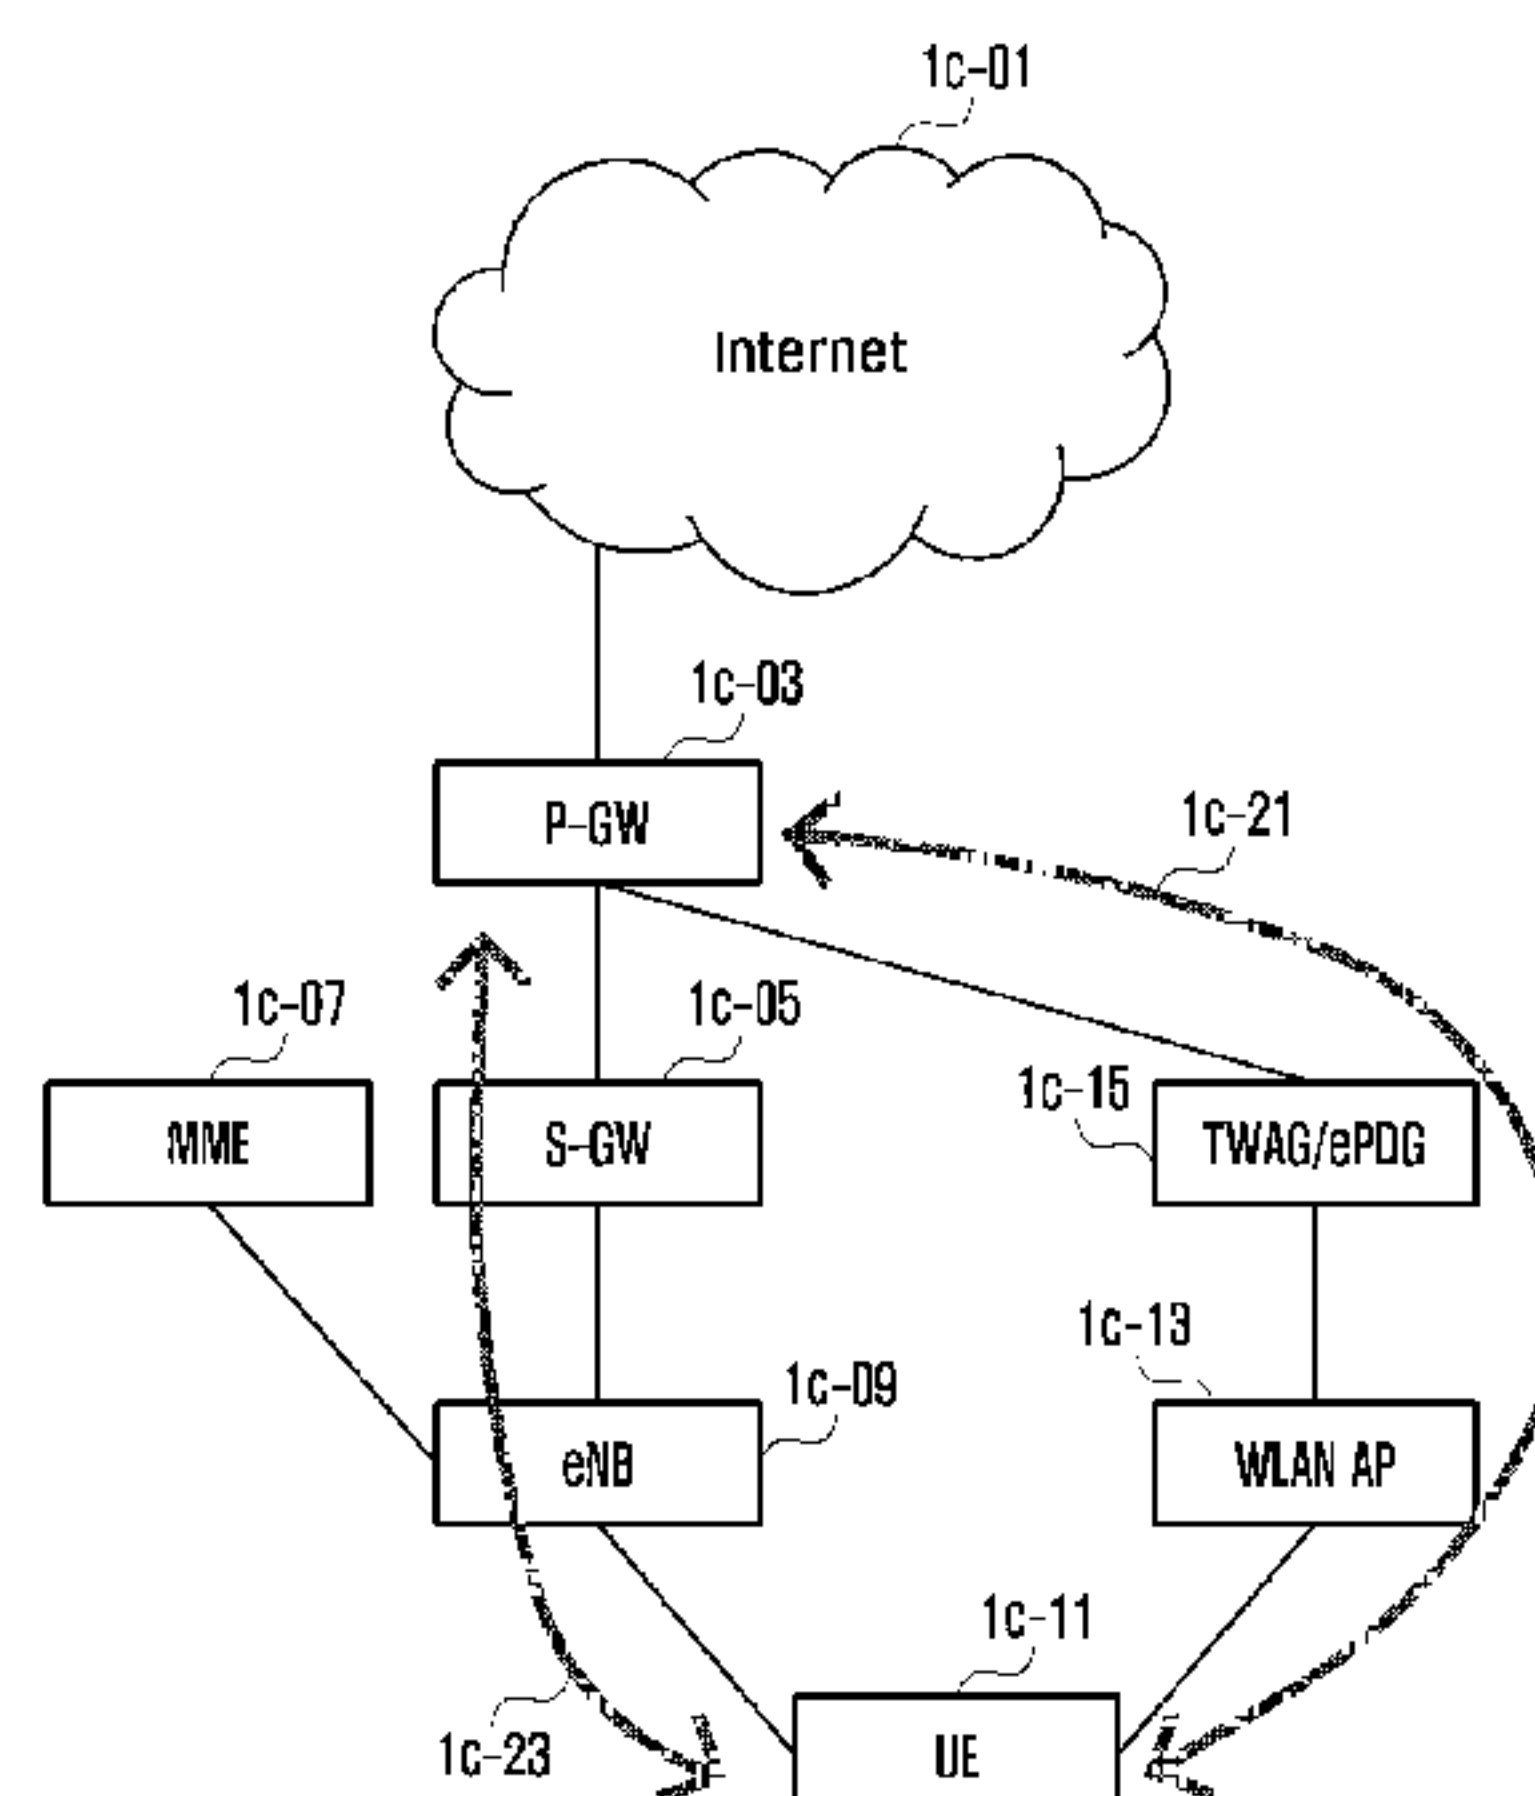 1c-01
Internet
1c-03
P-GW
1c-21
1c-07
1c-05
1c-15
MME
S-GW
TWAG/ePDG
1c-13
1c-09
eNB
WLAN AP
1c-11
1c-23
UE